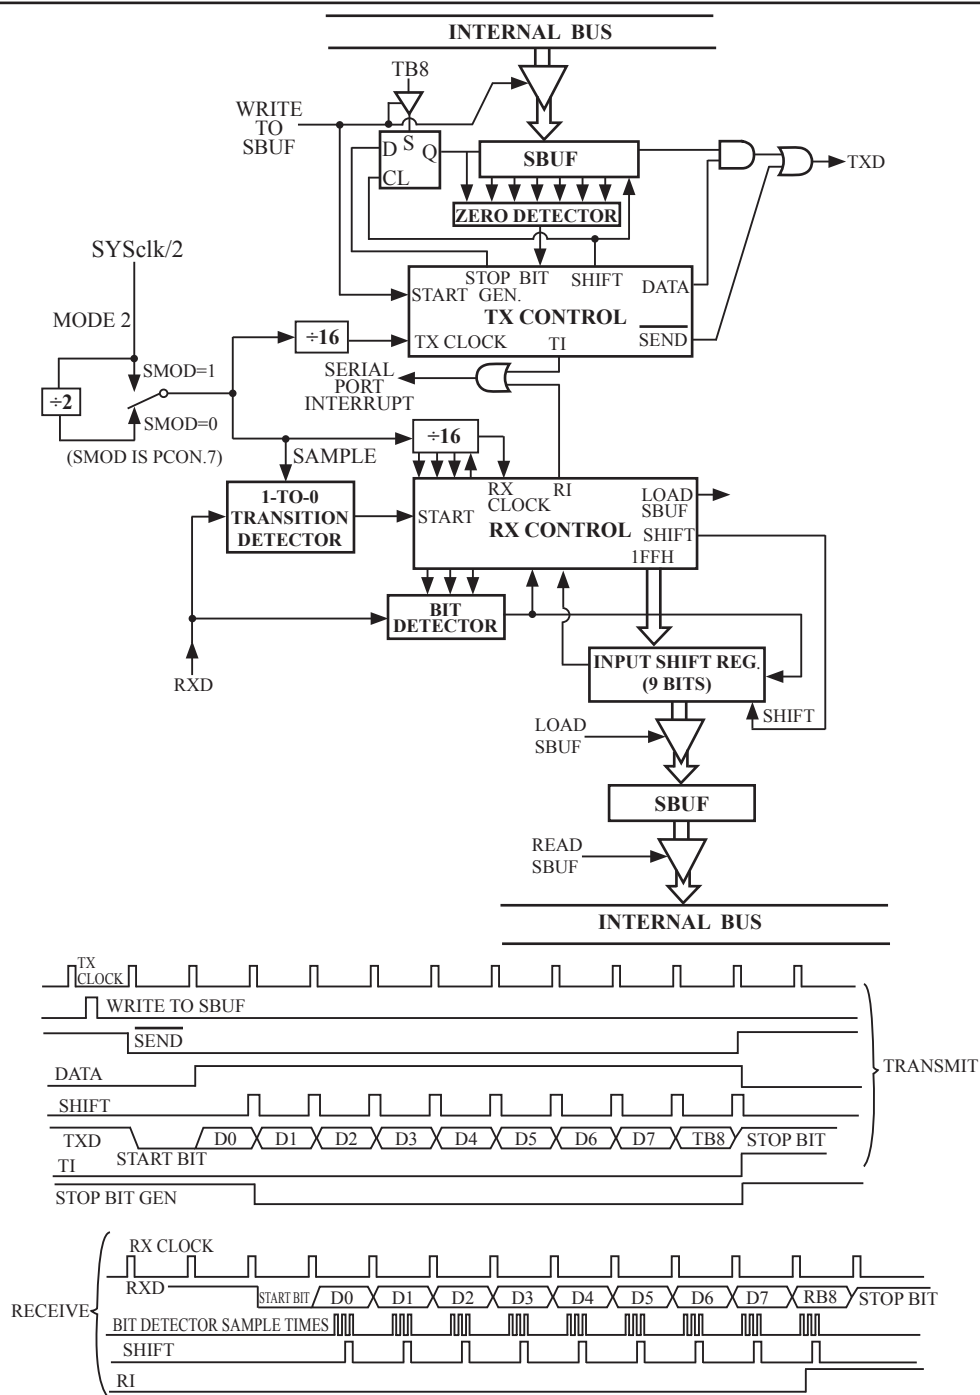 INTERNAL BUS
TB8
WRITE
TO
SBUF
D S Q
CL
SBUF
TXD
ZERO DETECTOR
SYSclk/2
STOP BIT SHIFT
GEN.
START
DATA
TX CONTROL
MODE 2
÷16
TX CLOCK TI SEND
SMOD=1
SERIAL
PORT
INTERRUPT
÷2
SMOD=0
÷16
(SMOD IS PCON.7)
SAMPLE
1-TO-0
TRANSITION
DETECTOR
RX
CLOCK
RI
LOAD
SBUF
START
RX CONTROL
SHIFT
1FFH
BIT
DETECTOR
RXD
INPUT SHIFT REG.
(9 BITS)
SHIFT
LOAD
SBUF
SBUF
READ
SBUF
INTERNAL BUS
TX
CLOCK
WRITE TO SBUF
SEND
TRANSMIT
DATA
SHIFT
TXD START BIT D0 D1 D2 D3 D4 D5 D6 D7 TB8 STOP BIT
TI
STOP BIT GEN
RX CLOCK
RECEIVE
RXD START BIT D0 D1 D2 D3 D4 D5 D6 D7 RB8 STOP BIT
BIT DETECTOR SAMPLE TIMES
SHIFT
RI